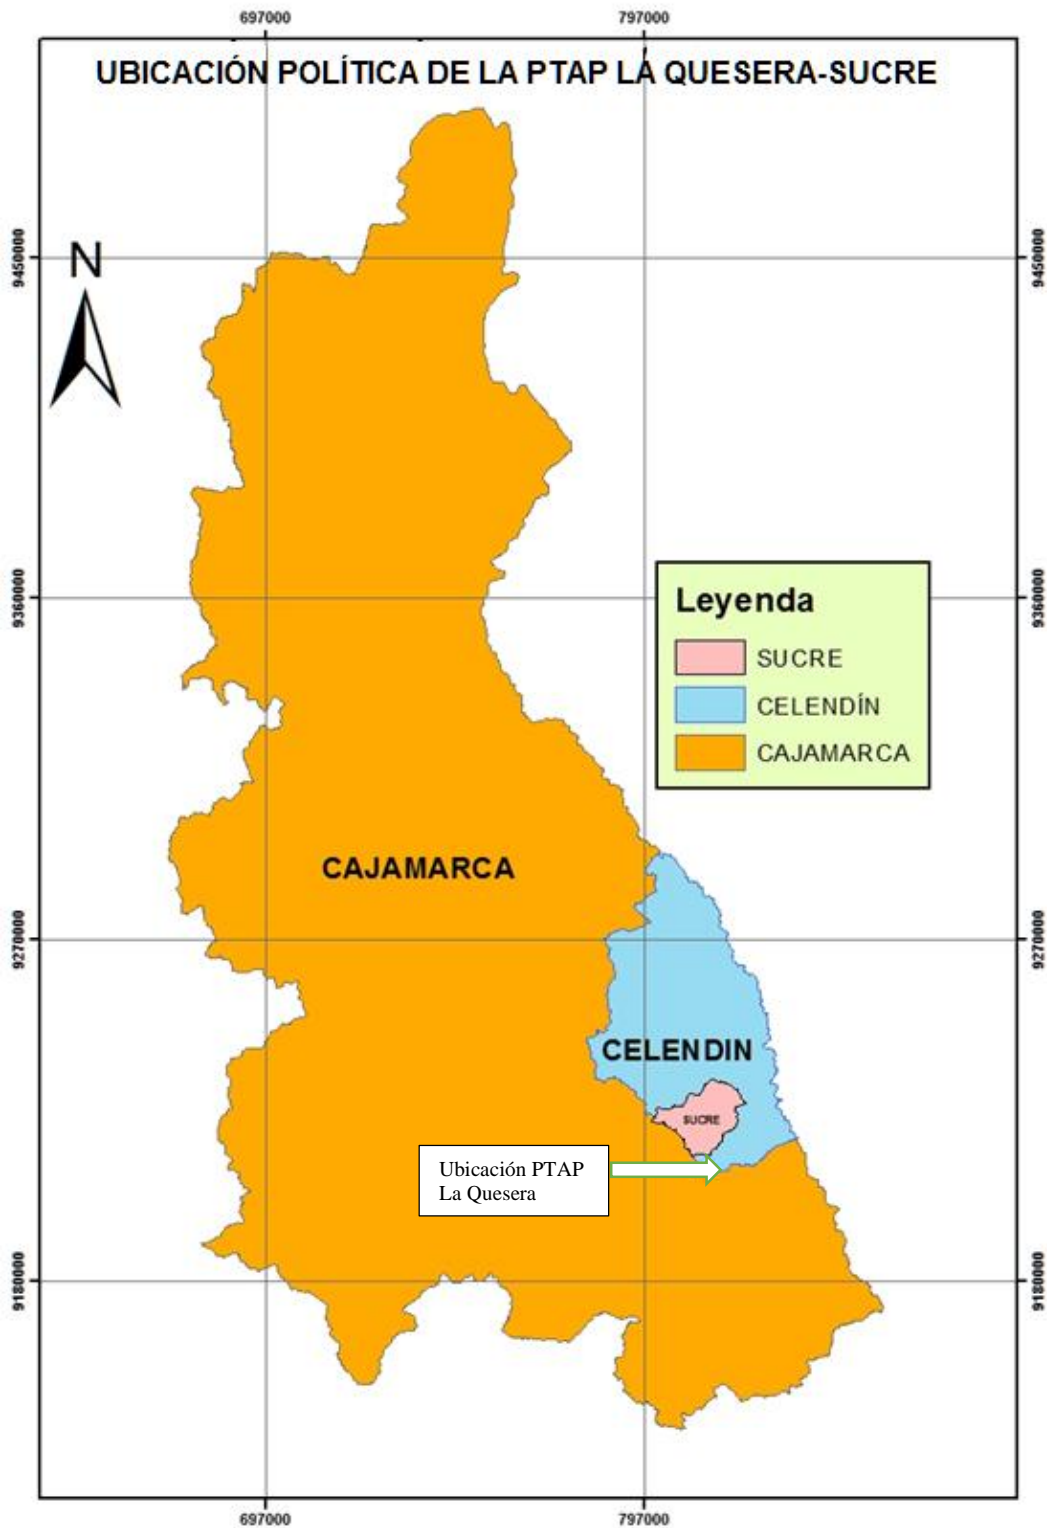 697000 797000
UBICACIÓN POLÍTICA DE LA PTAP LA QUESERA-SUCRE
N
9450000 9450000
9360000 9360000
Leyenda
SUCRE
CELENDÍN
CAJAMARCA
CAJAMARCA
9270000 9270000
CELENDIN
SUCRE
Ubicación PTAP
La Quesera
9180000 9180000
697000 797000